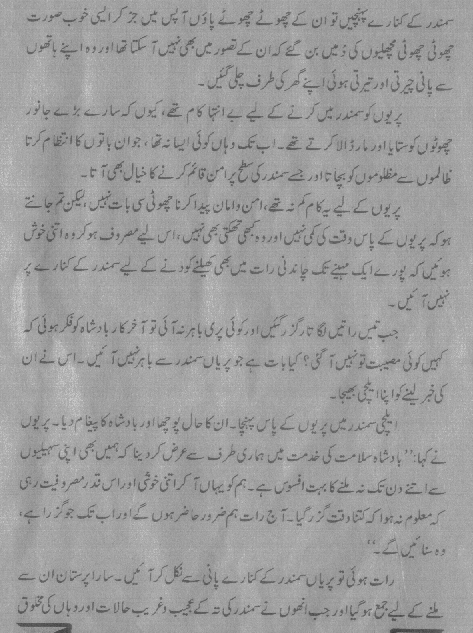 سمندر کے کنارے پہنچیں تو ان کے چھوٹے چھوٹے پاؤں آپس میں جڑ کر ایسی خوب صورت
چھوٹی چھوٹی مچھلیوں کی دُمیں بن گئے کہ ان کے تصور میں بھی نہیں آ سکتا تھا اور وہ اپنے ہاتھوں
سے پانی چیرتی اور تیرتی ہوئی اپنے گھر کی طرف چلی گئیں۔
پریوں کو سمندر میں کرنے کے لیے بے انتہا کام تھے، کیوں کہ سارے بڑے جانور
چھوٹوں کو ستایا اور مار ڈالا کرتے تھے۔ اب تک وہاں کوئی ایسا نہ تھا، جو ان باتوں کا انتظام کرتا
ظالموں سے مظلوموں کو بچاتا اور جسے سمندر کی سطح پر امن قائم کرنے کا خیال بھی آتا۔
پریوں کے لیے یہ کام کم نہ تھے، امن و امان پیدا کرنا چھوٹی سی بات نہیں، لیکن تم جانتے
ہو کہ پریوں کے پاس وقت کی کمی نہیں اور وہ کبھی تھکتی بھی نہیں، اس لیے مصروف ہو کر وہ اتنی خوش
ہوئیں کہ پورے ایک مہینے تک چاندنی رات میں بھی کھیلنے کودنے کے لیے سمندر کے کنارے پر
نہیں آئیں۔
جب تیس راتیں لگاتار گزر گئیں اور کوئی پری باہر نہ آئی تو آخر کار بادشاہ کو فکر ہوئی کہ
کہیں کوئی مصیبت تو نہیں آ گئی؟ کیا بات ہے جو پریاں سمندر سے باہر نہیں آئیں۔ اس نے ان
کی خبر لینے کو اپنا ایلچی بھیجا۔
ایلچی سمندر میں پریوں کے پاس پہنچا۔ ان کا حال پوچھا اور بادشاہ کا پیغام دیا۔ پریوں
نے کہا: ’’بادشاہ سلامت کی خدمت میں ہماری طرف سے عرض کر دینا کہ ہمیں بھی اپنی سہیلیوں
سے اتنے دن تک نہ ملنے کا بہت افسوس ہے۔ ہم کو یہاں آ کر اتنی خوشی اور اس قدر مصروفیت رہی
کہ معلوم نہ ہوا کہ کتنا وقت گزر گیا۔ آج رات ہم ضرور حاضر ہوں گے اور اب تک جو گزرا ہے،
وہ سنائیں گے۔‘‘
رات ہوئی تو پریاں سمندر کے کنارے پانی سے نکل کر آئیں۔ سارا پرستان ان سے
ملنے کے لیے جمع ہو گیا اور جب انھوں نے سمندر کی تہ کے عجیب و غریب حالات اور وہاں کی مخلوق